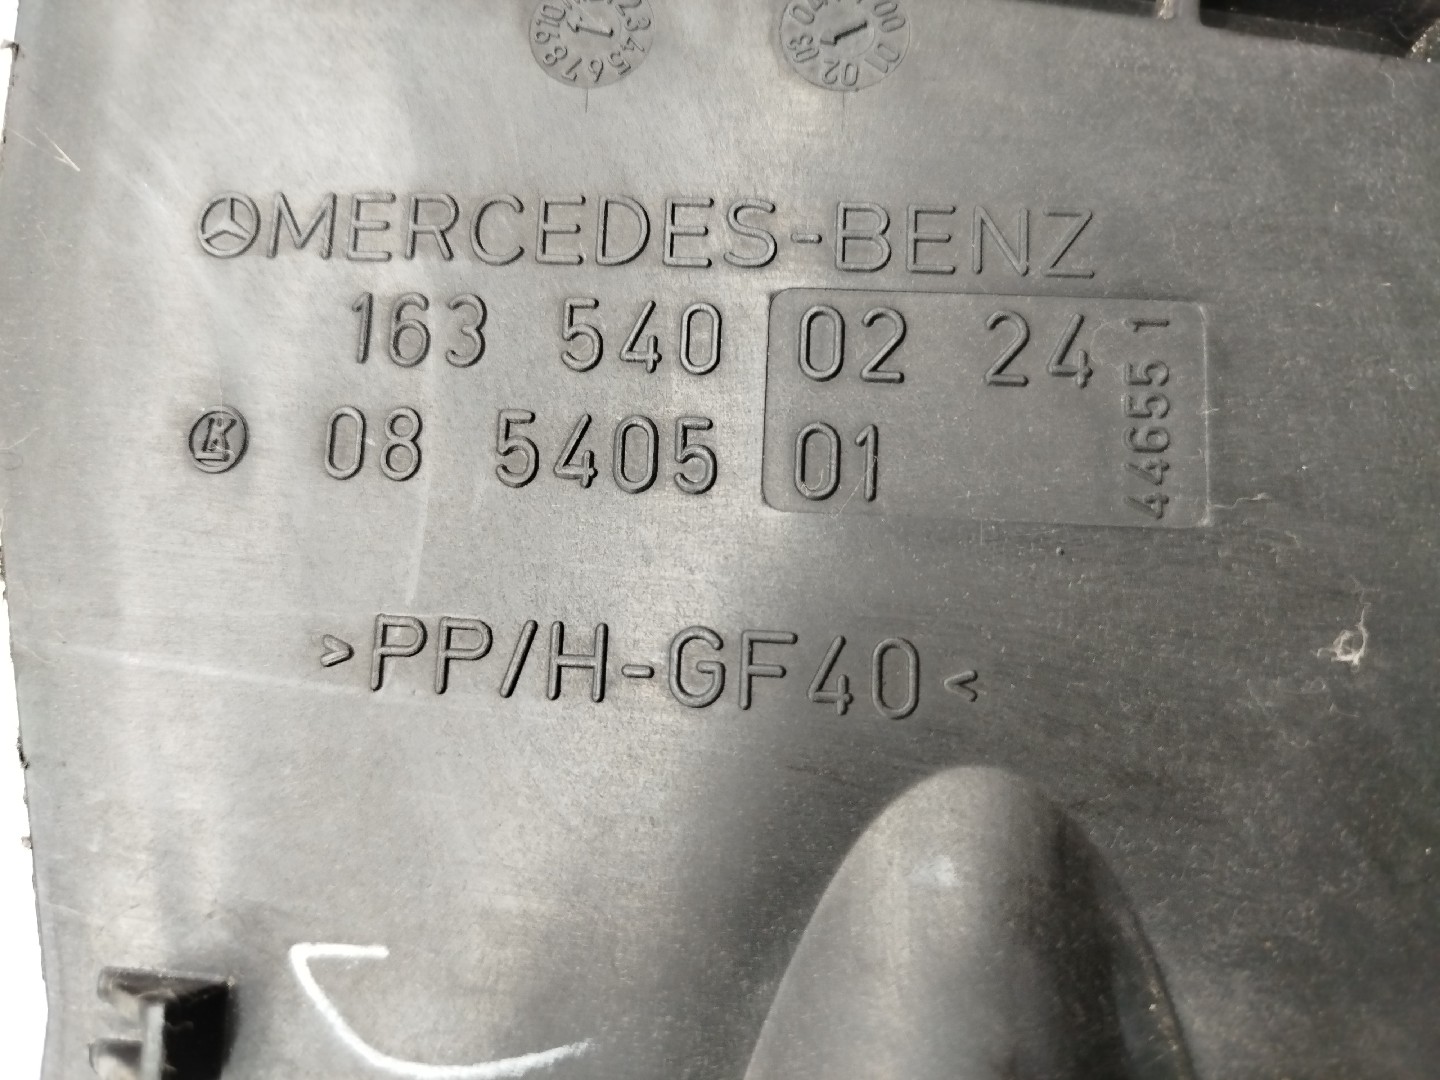 MERCEDES-BENZ
163 540 02 24
K 08 5405 01
44655 1
>PP/H-GF40<